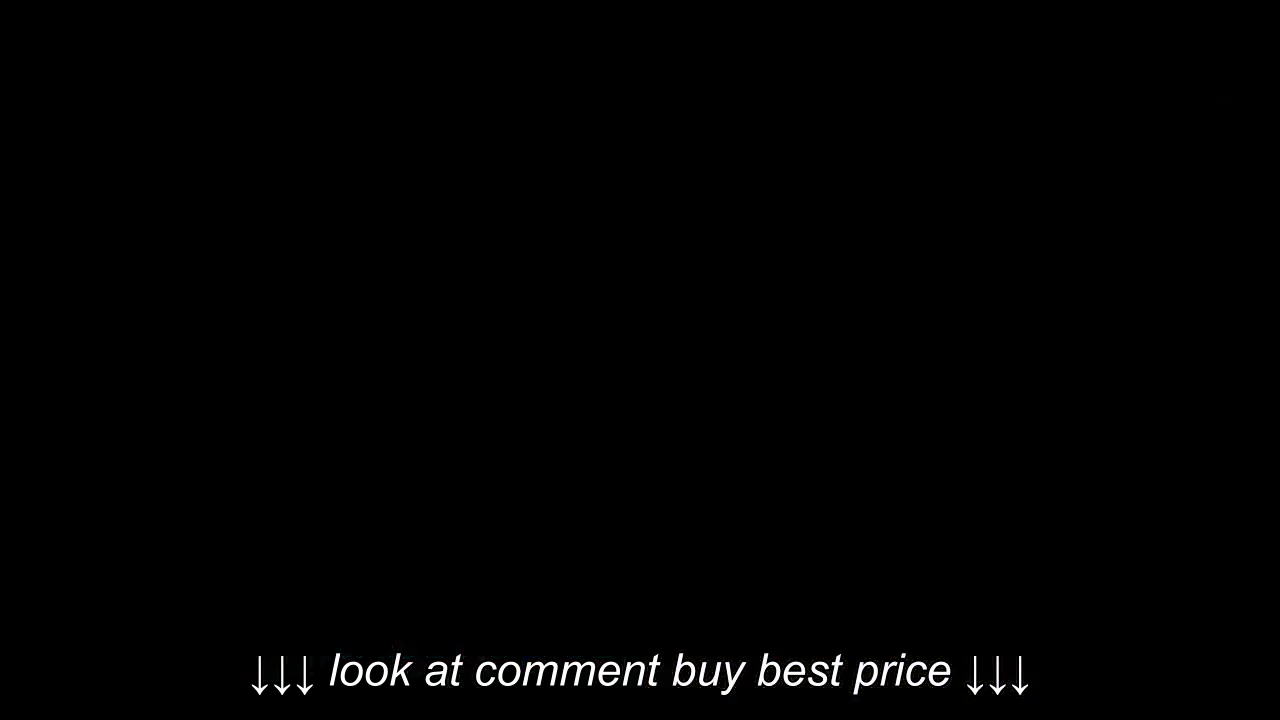 ↓↓↓ look at comment buy best price ↓↓↓